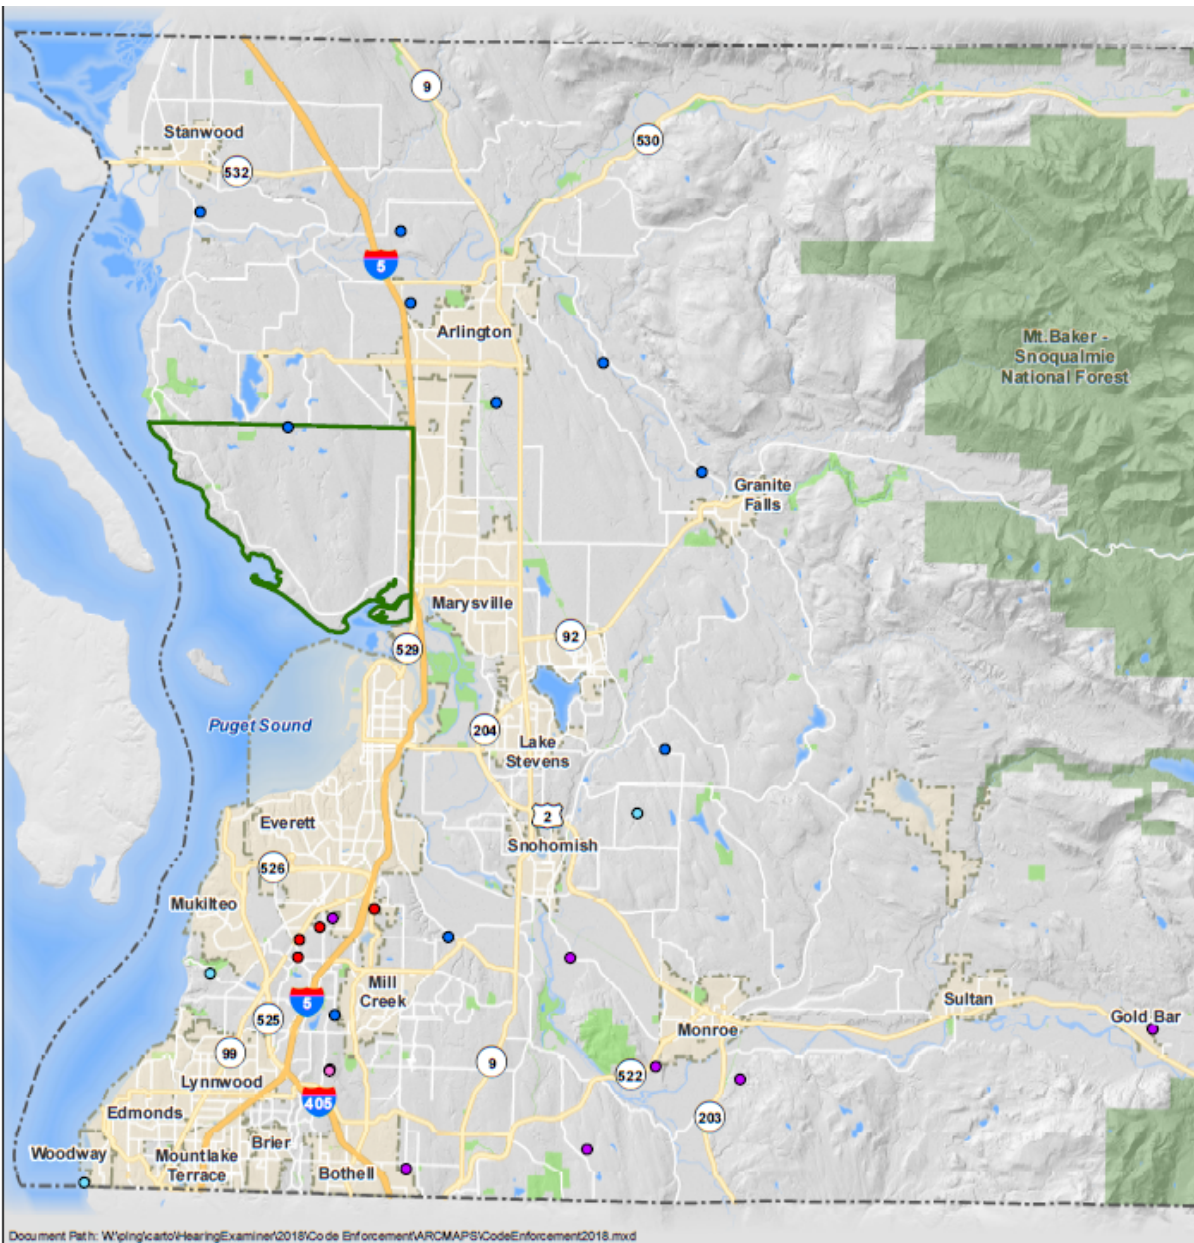 9
530
Stanwood
532
5
Arlington
Mt.Baker -
Snoqualmie
National Forest
Granite
Falls
Marysville
92
529
Puget Sound
204
Lake
Stevens
2
Everett
Snohomish
526
Mukilteo
Mill
Creek
5
525
Sultan
Gold Bar
Monroe
99
9
522
Lynnwood
405
203
Edmonds
Brier
Woodway
Mountlake
Terrace
Bothell
Document Path: W:\plng\carto\HearingExaminer\2018\Code Enforcement\ARCMAPS\CodeEnforcement2018.mxd